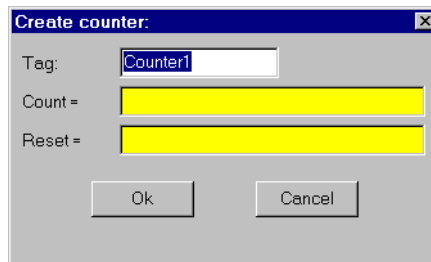 Create counter:
Tag: Counter1
Count =
Reset =
Ok Cancel